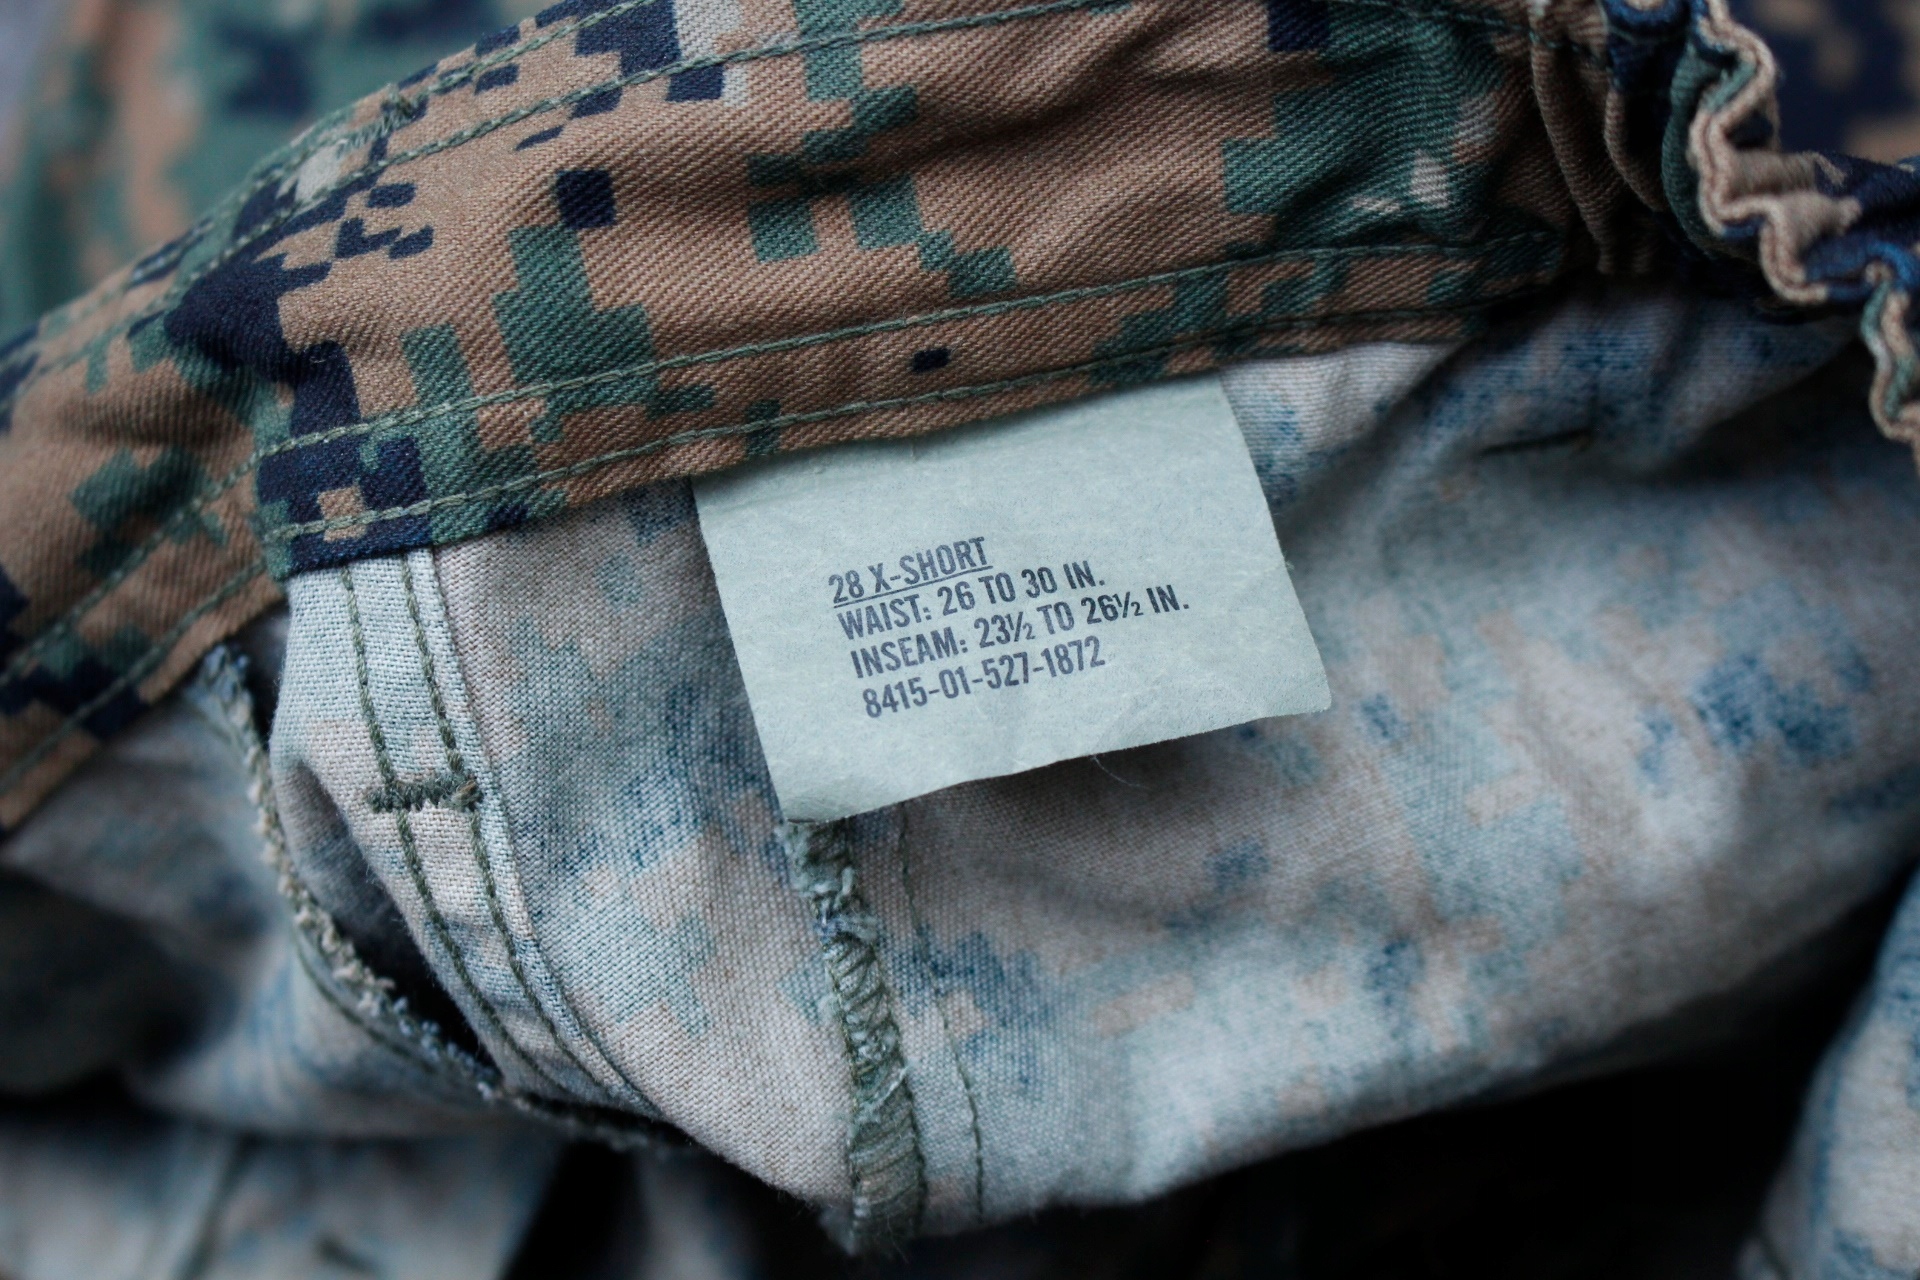 28 X-SHORT
WAIST: 26 TO 30 IN.
INSEAM: 23½ TO 26½ IN.
8415-01-527-1872